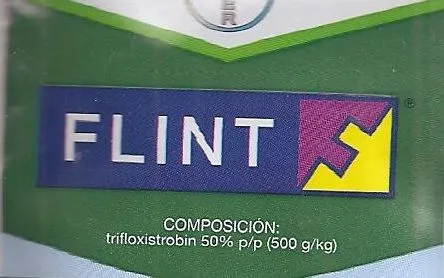 FLINT ®
COMPOSICIÓN:
trifloxistrobin 50% p/p (500 g/kg)